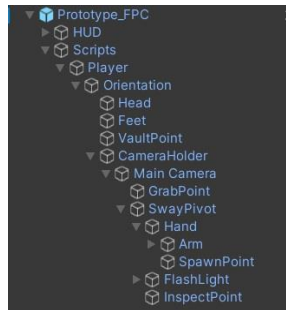 Prototype_FPC
HUD
Scripts
Player
Orientation
Head
Feet
VaultPoint
CameraHolder
Main Camera
GrabPoint
SwayPivot
Hand
Arm
SpawnPoint
FlashLight
InspectPoint